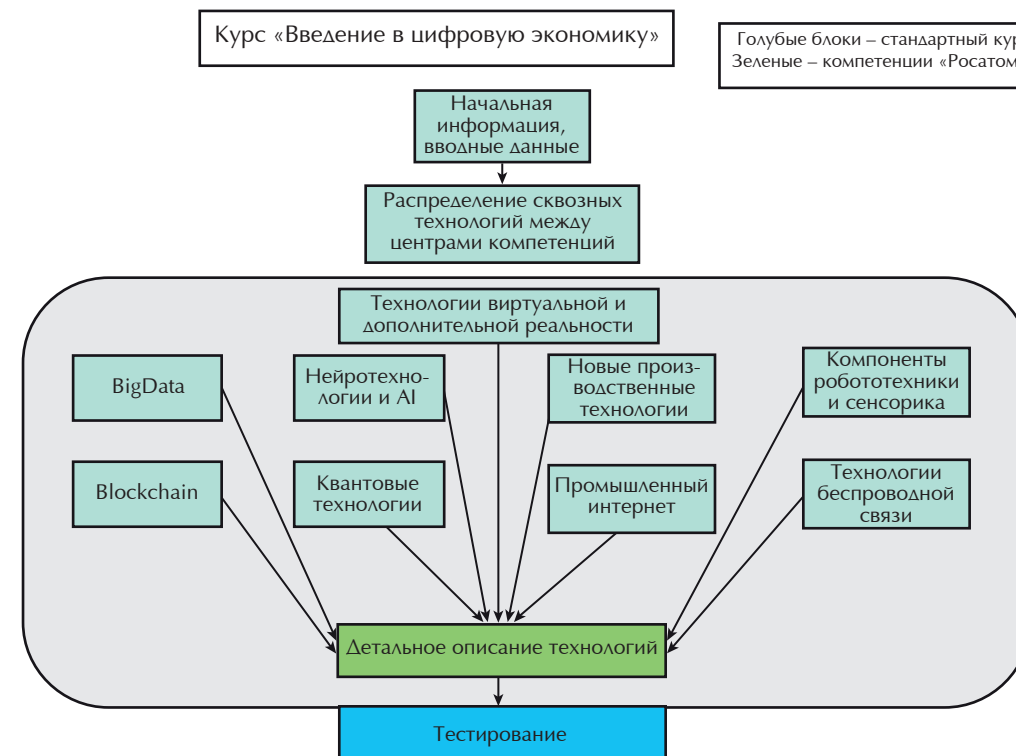 Курс «Введение в цифровую экономику»
Голубые блоки – стандартный кур
Зеленые – компетенции «Росатом
Начальная
информация,
вводные данные
Распределение сквозных
технологий между
центрами компетенций
Технологии виртуальной и
дополнительной реальности
BigData
Нейротехно-
логии и AI
Новые произ-
водственные
технологии
Компоненты
робототехники
и сенсорика
Blockchain
Квантовые
технологии
Промышленный
интернет
Технологии
беспроводной
связи
Детальное описание технологий
Тестирование